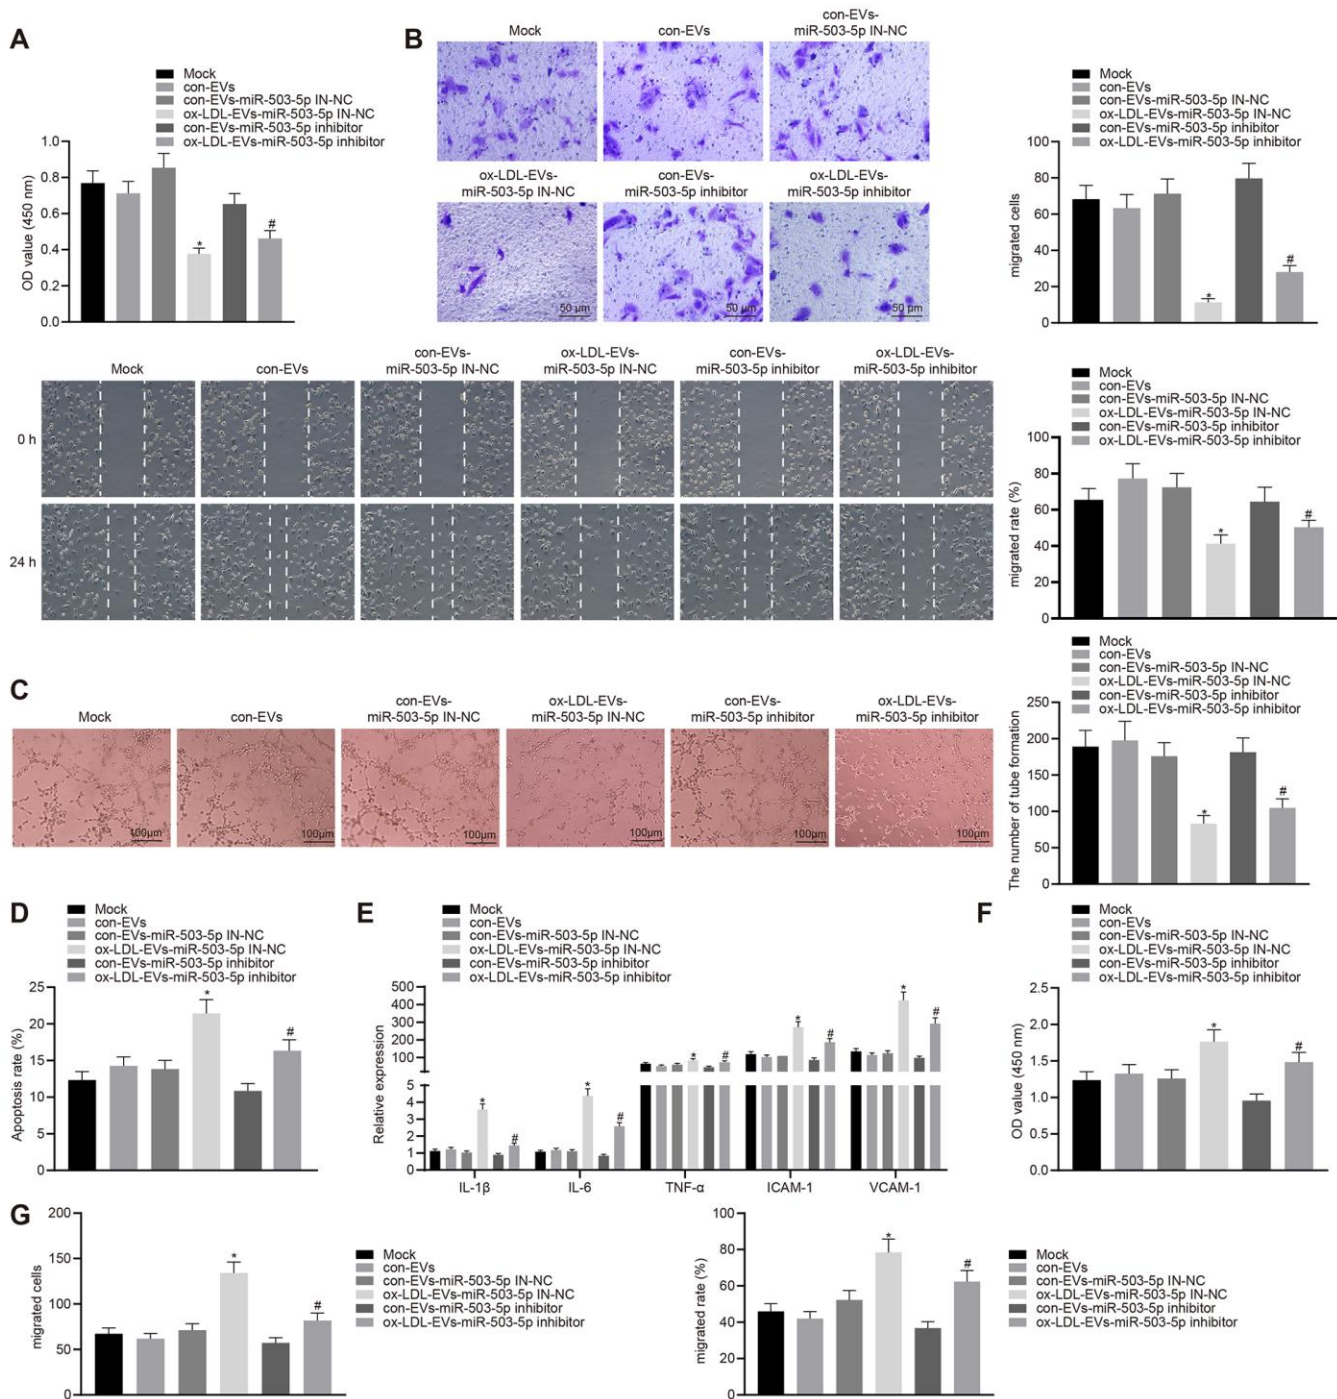 A
Mock
con-EVs
con-EVs-miR-503-5p IN-NC
ox-LDL-EVs-miR-503-5p IN-NC
con-EVs-miR-503-5p inhibitor
ox-LDL-EVs-miR-503-5p inhibitor
OD value (450 nm)
1.0
0.8
0.6
0.4
0.2
0.0
*
#
B
Mock
con-EVs
con-EVs-
miR-503-5p IN-NC
ox-LDL-EVs-
miR-503-5p IN-NC
con-EVs-
miR-503-5p inhibitor
ox-LDL-EVs-
miR-503-5p inhibitor
50 μm
50 μm
50 μm
Mock
con-EVs
con-EVs-miR-503-5p IN-NC
ox-LDL-EVs-miR-503-5p IN-NC
con-EVs-miR-503-5p inhibitor
ox-LDL-EVs-miR-503-5p inhibitor
migrated cells
100
80
60
40
20
0
*
#
Mock
con-EVs
con-EVs-
miR-503-5p IN-NC
ox-LDL-EVs-
miR-503-5p IN-NC
con-EVs-
miR-503-5p inhibitor
ox-LDL-EVs-
miR-503-5p inhibitor
0 h
24 h
Mock
con-EVs
con-EVs-miR-503-5p IN-NC
ox-LDL-EVs-miR-503-5p IN-NC
con-EVs-miR-503-5p inhibitor
ox-LDL-EVs-miR-503-5p inhibitor
migrated rate (%)
100
80
60
40
20
0
*
#
C
Mock
con-EVs
con-EVs-
miR-503-5p IN-NC
ox-LDL-EVs-
miR-503-5p IN-NC
con-EVs-
miR-503-5p inhibitor
ox-LDL-EVs-
miR-503-5p inhibitor
100μm
100μm
100μm
100μm
100μm
100μm
Mock
con-EVs
con-EVs-miR-503-5p IN-NC
ox-LDL-EVs-miR-503-5p IN-NC
con-EVs-miR-503-5p inhibitor
ox-LDL-EVs-miR-503-5p inhibitor
The number of tube formation
250
200
150
100
50
0
*
#
D
Mock
con-EVs
con-EVs-miR-503-5p IN-NC
ox-LDL-EVs-miR-503-5p IN-NC
con-EVs-miR-503-5p inhibitor
ox-LDL-EVs-miR-503-5p inhibitor
Apoptosis rate (%)
25
20
15
10
5
0
*
#
E
Mock
con-EVs
con-EVs-miR-503-5p IN-NC
ox-LDL-EVs-miR-503-5p IN-NC
con-EVs-miR-503-5p inhibitor
ox-LDL-EVs-miR-503-5p inhibitor
Relative expression
500
400
300
200
100
5
4
3
2
1
0
*
#
*
#
*
#
*
#
*
#
IL-1β
IL-6
TNF-α
ICAM-1
VCAM-1
F
Mock
con-EVs
con-EVs-miR-503-5p IN-NC
ox-LDL-EVs-miR-503-5p IN-NC
con-EVs-miR-503-5p inhibitor
ox-LDL-EVs-miR-503-5p inhibitor
OD value (450 nm)
2.5
2.0
1.5
1.0
0.5
0.0
*
#
G
migrated cells
200
150
100
50
0
*
#
Mock
con-EVs
con-EVs-miR-503-5p IN-NC
ox-LDL-EVs-miR-503-5p IN-NC
con-EVs-miR-503-5p inhibitor
ox-LDL-EVs-miR-503-5p inhibitor
migrated rate (%)
100
80
60
40
20
0
*
#
Mock
con-EVs
con-EVs-miR-503-5p IN-NC
ox-LDL-EVs-miR-503-5p IN-NC
con-EVs-miR-503-5p inhibitor
ox-LDL-EVs-miR-503-5p inhibitor